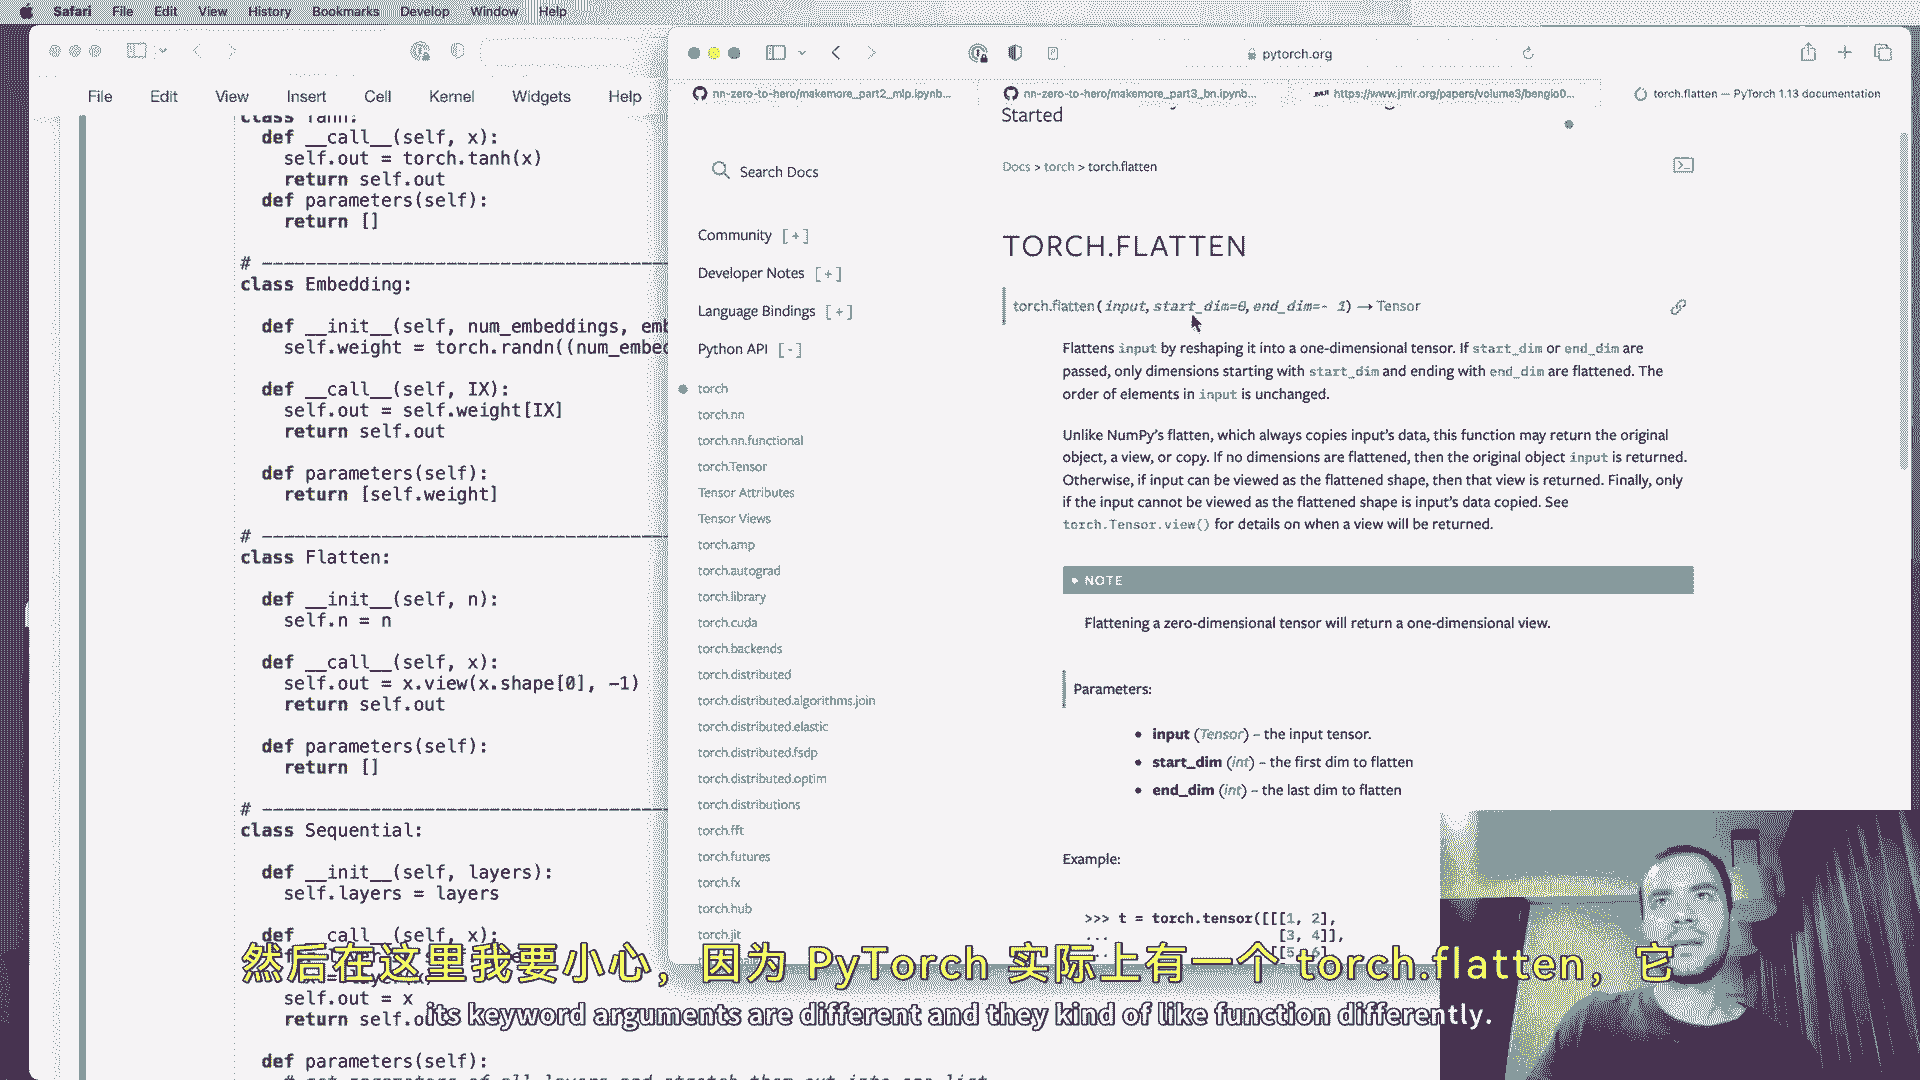 Safari File Edit View History Bookmarks Develop Window Help
pytorch.org
File Edit View Insert Cell Kernel Widgets Help
nn-zero-to-hero/makemore_part2_mlp.ipynb...
nn-zero-to-hero/makemore_part3_bn.ipynb...
https://www.jmlr.org/papers/volume3/bengio0...
torch.flatten — PyTorch 1.13 documentation
class Tanh:
def __call__(self, x):
self.out = torch.tanh(x)
return self.out
def parameters(self):
return []
# ----------------------------------------
class Embedding:
def __init__(self, num_embeddings, emb
self.weight = torch.randn((num_embed
def __call__(self, IX):
self.out = self.weight[IX]
return self.out
def parameters(self):
return [self.weight]
# ----------------------------------------
class Flatten:
def __init__(self, n):
self.n = n
def __call__(self, x):
self.out = x.view(x.shape[0], -1)
return self.out
def parameters(self):
return []
# ----------------------------------------
class Sequential:
def __init__(self, layers):
self.layers = layers
def __call__(self, x):
self.out = x
return self.o
def parameters(self):
# get parameters of all layers and stretch them out into one list
Started
Search Docs
Community [ + ]
Developer Notes [ + ]
Language Bindings [ + ]
Python API [ - ]
torch
torch.nn
torch.nn.functional
torch.Tensor
Tensor Attributes
Tensor Views
torch.amp
torch.autograd
torch.library
torch.cuda
torch.backends
torch.distributed
torch.distributed.algorithms.join
torch.distributed.elastic
torch.distributed.fsdp
torch.distributed.optim
torch.distributions
torch.fft
torch.futures
torch.fx
torch.hub
torch.jit
Docs > torch > torch.flatten
TORCH.FLATTEN
torch.flatten(input, start_dim=0, end_dim=- 1) → Tensor
Flattens input by reshaping it into a one-dimensional tensor. If start_dim or end_dim are
passed, only dimensions starting with start_dim and ending with end_dim are flattened. The
order of elements in input is unchanged.
Unlike NumPy's flatten, which always copies input's data, this function may return the original
object, a view, or copy. If no dimensions are flattened, then the original object input is returned.
Otherwise, if input can be viewed as the flattened shape, then that view is returned. Finally, only
if the input cannot be viewed as the flattened shape is input's data copied. See
torch.Tensor.view() for details on when a view will be returned.
NOTE
Flattening a zero-dimensional tensor will return a one-dimensional view.
Parameters:
• input (Tensor) – the input tensor.
• start_dim (int) – the first dim to flatten
• end_dim (int) – the last dim to flatten
Example:
>>> t = torch.tensor([[[1, 2],
... [3, 4]],
[[5, 6]
然后在这里我要小心，因为 PyTorch 实际上有一个 torch.flatten，它
its keyword arguments are different and they kind of like function differently.